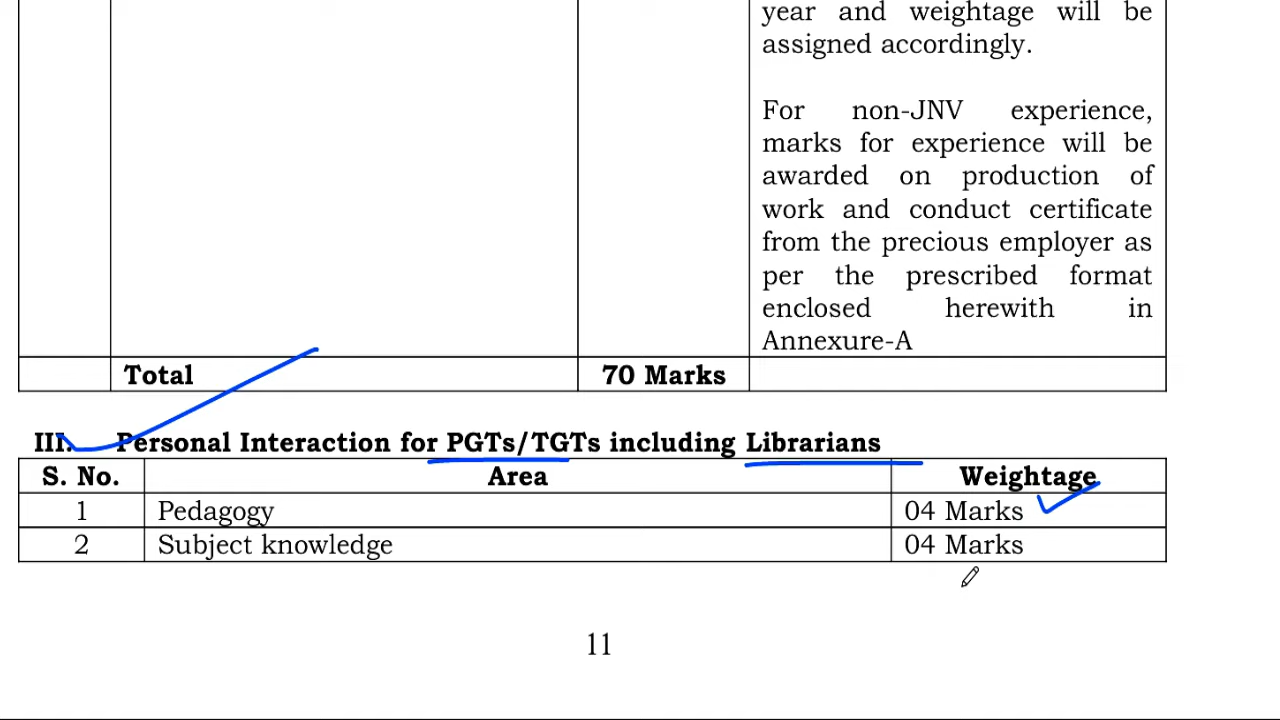 year and weightage will be
assigned accordingly.
For non-JNV experience,
marks for experience will be
awarded on production of
work and conduct certificate
from the precious employer as
per the prescribed format
enclosed herewith in
Annexure-A
Total 70 Marks
III. Personal Interaction for PGTs/TGTs including Librarians
S. No. Area Weightage
1 Pedagogy 04 Marks
2 Subject knowledge 04 Marks
11